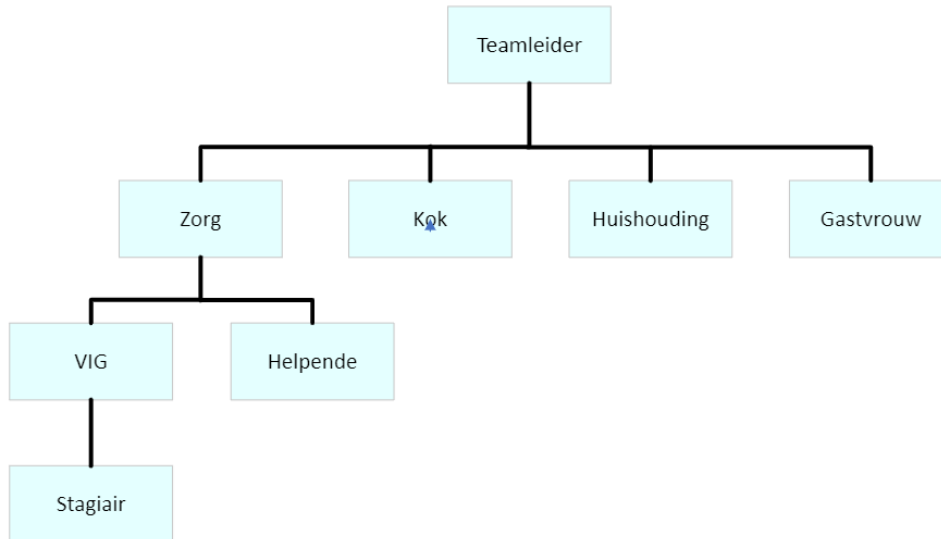 Teamleider
Zorg
Kok
Huishouding
Gastvrouw
VIG
Helpende
Stagiair